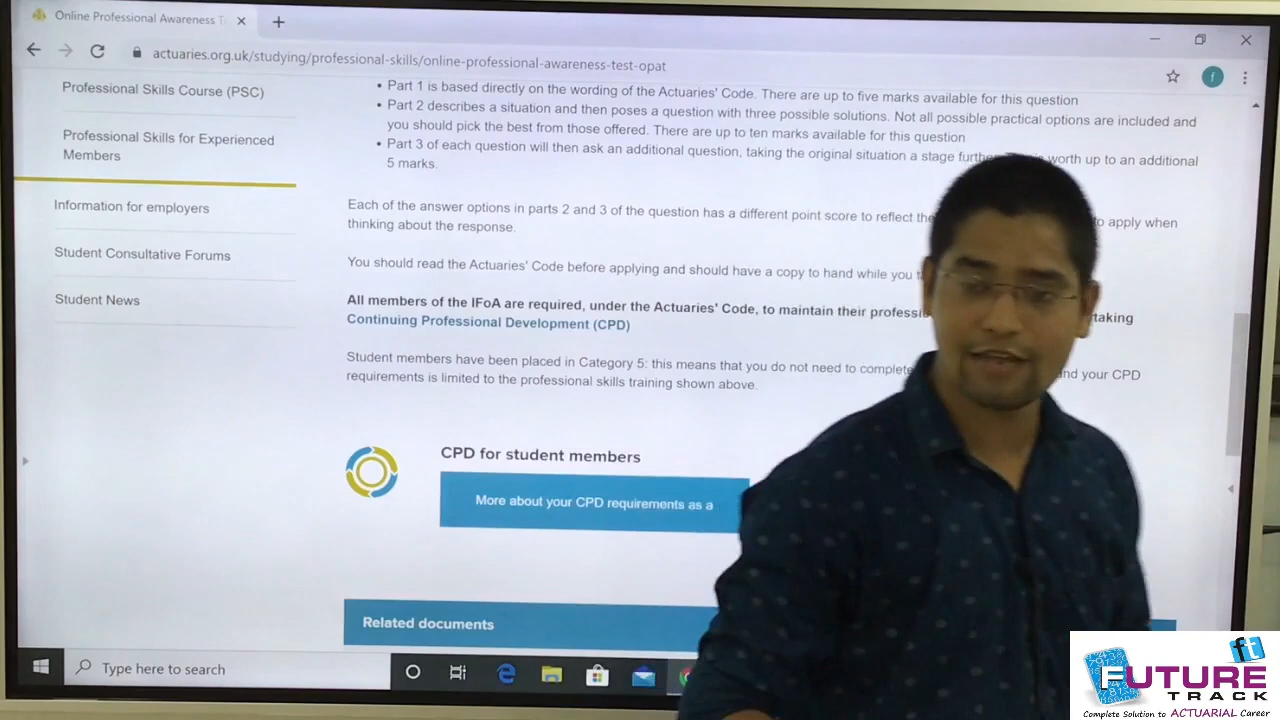 Online Professional Awareness T
actuaries.org.uk/studying/professional-skills/online-professional-awareness-test-opat
f
Professional Skills Course (PSC)
Professional Skills for Experienced
Members
Information for employers
Student Consultative Forums
Student News
• Part 1 is based directly on the wording of the Actuaries' Code. There are up to five marks available for this question
• Part 2 describes a situation and then poses a question with three possible solutions. Not all possible practical options are included and
you should pick the best from those offered. There are up to ten marks available for this question
• Part 3 of each question will then ask an additional question, taking the original situation a stage is worth up to an additional
5 marks.
Each of the answer options in parts 2 and 3 of the question has a different point score to reflect the to apply when
thinking about the response.
You should read the Actuaries' Code before applying and should have a copy to hand while you
All members of the IFoA are required, under the Actuaries' Code, to maintain their
Continuing Professional Development (CPD)
Student members have been placed in Category 5: this means that you do not need to complete and your CPD
requirements is limited to the professional skills training shown above.
CPD for student members
More about your CPD requirements as a
Related documents
Type here to search
ft
FUTURE
TRACK
Complete Solution to ACTUARIAL Career